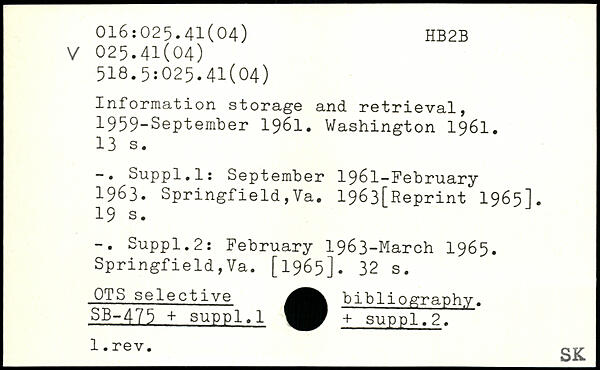 016:025.41(04) HB2B
V 025.41(04)
518.5:025.41(04)
Information storage and retrieval,
1959-September 1961. Washington 1961.
13 s.
-. Suppl.1: September 1961-February
1963. Springfield,Va. 1963[Reprint 1965].
19 s.
-. Suppl.2: February 1963-March 1965.
Springfield,Va. [1965]. 32 s.
OTS selective bibliography.
SB-475 + suppl.1 + suppl.2.
1.rev.
SK